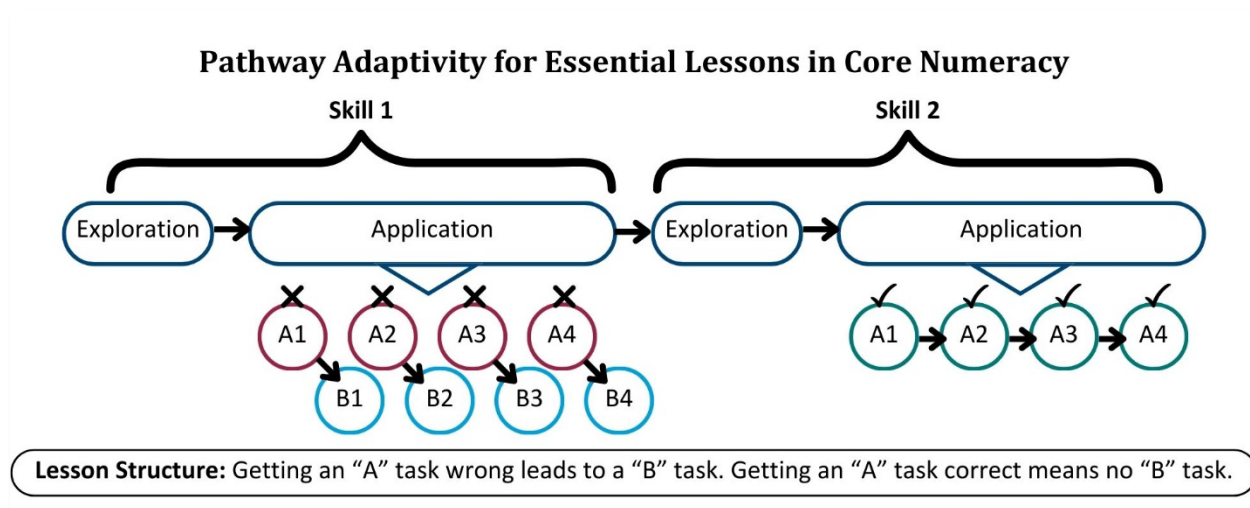 Pathway Adaptivity for Essential Lessons in Core Numeracy
Skill 1 Skill 2
Exploration Application Exploration Application
A1 A2 A3 A4 A1 A2 A3 A4
B1 B2 B3 B4
Lesson Structure: Getting an “A” task wrong leads to a “B” task. Getting an “A” task correct means no “B” task.